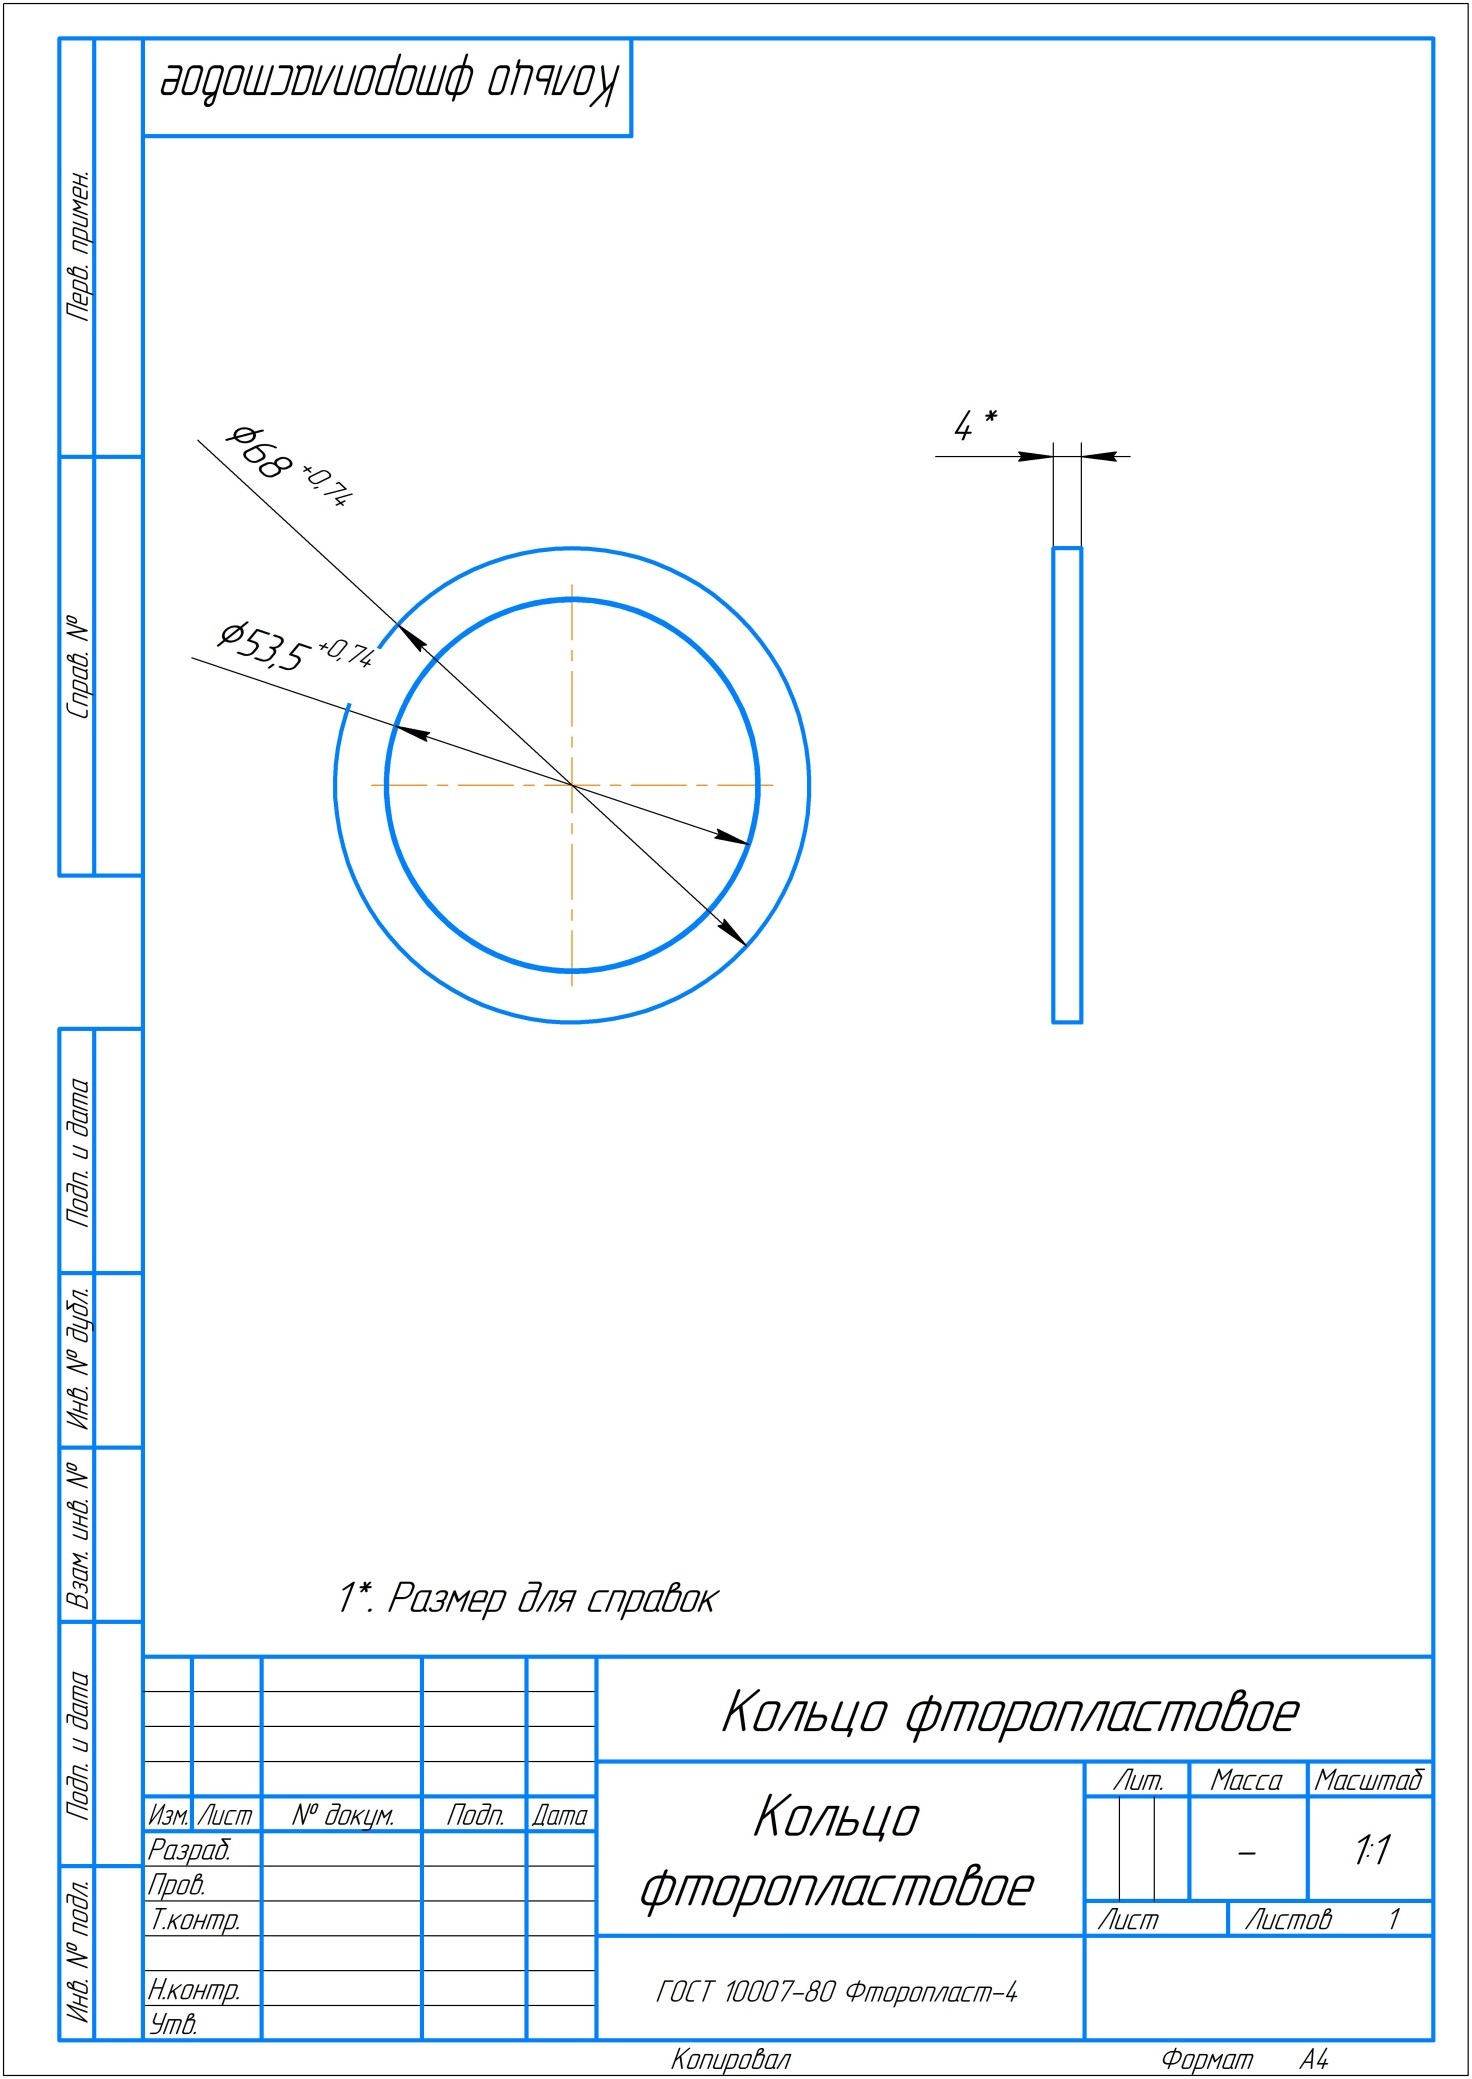 Кольцо фторопластовое
Перв. примен.
Справ. №
Подп. и дата
Инв. № дубл.
Взам. инв. №
Подп. и дата
Инв. № подл.
⌀68 +0,74
⌀53,5 +0,74
4*
1*. Размер для справок
Кольцо фторопластовое
Изм. Лист № докум. Подп. Дата
Разраб.
Пров.
Т.контр.
Н.контр.
Утв.
Кольцо
фторопластовое
Лит. Масса Масштаб
– 1:1
Лист Листов 1
ГОСТ 10007-80 Фторопласт-4
Копировал Формат А4